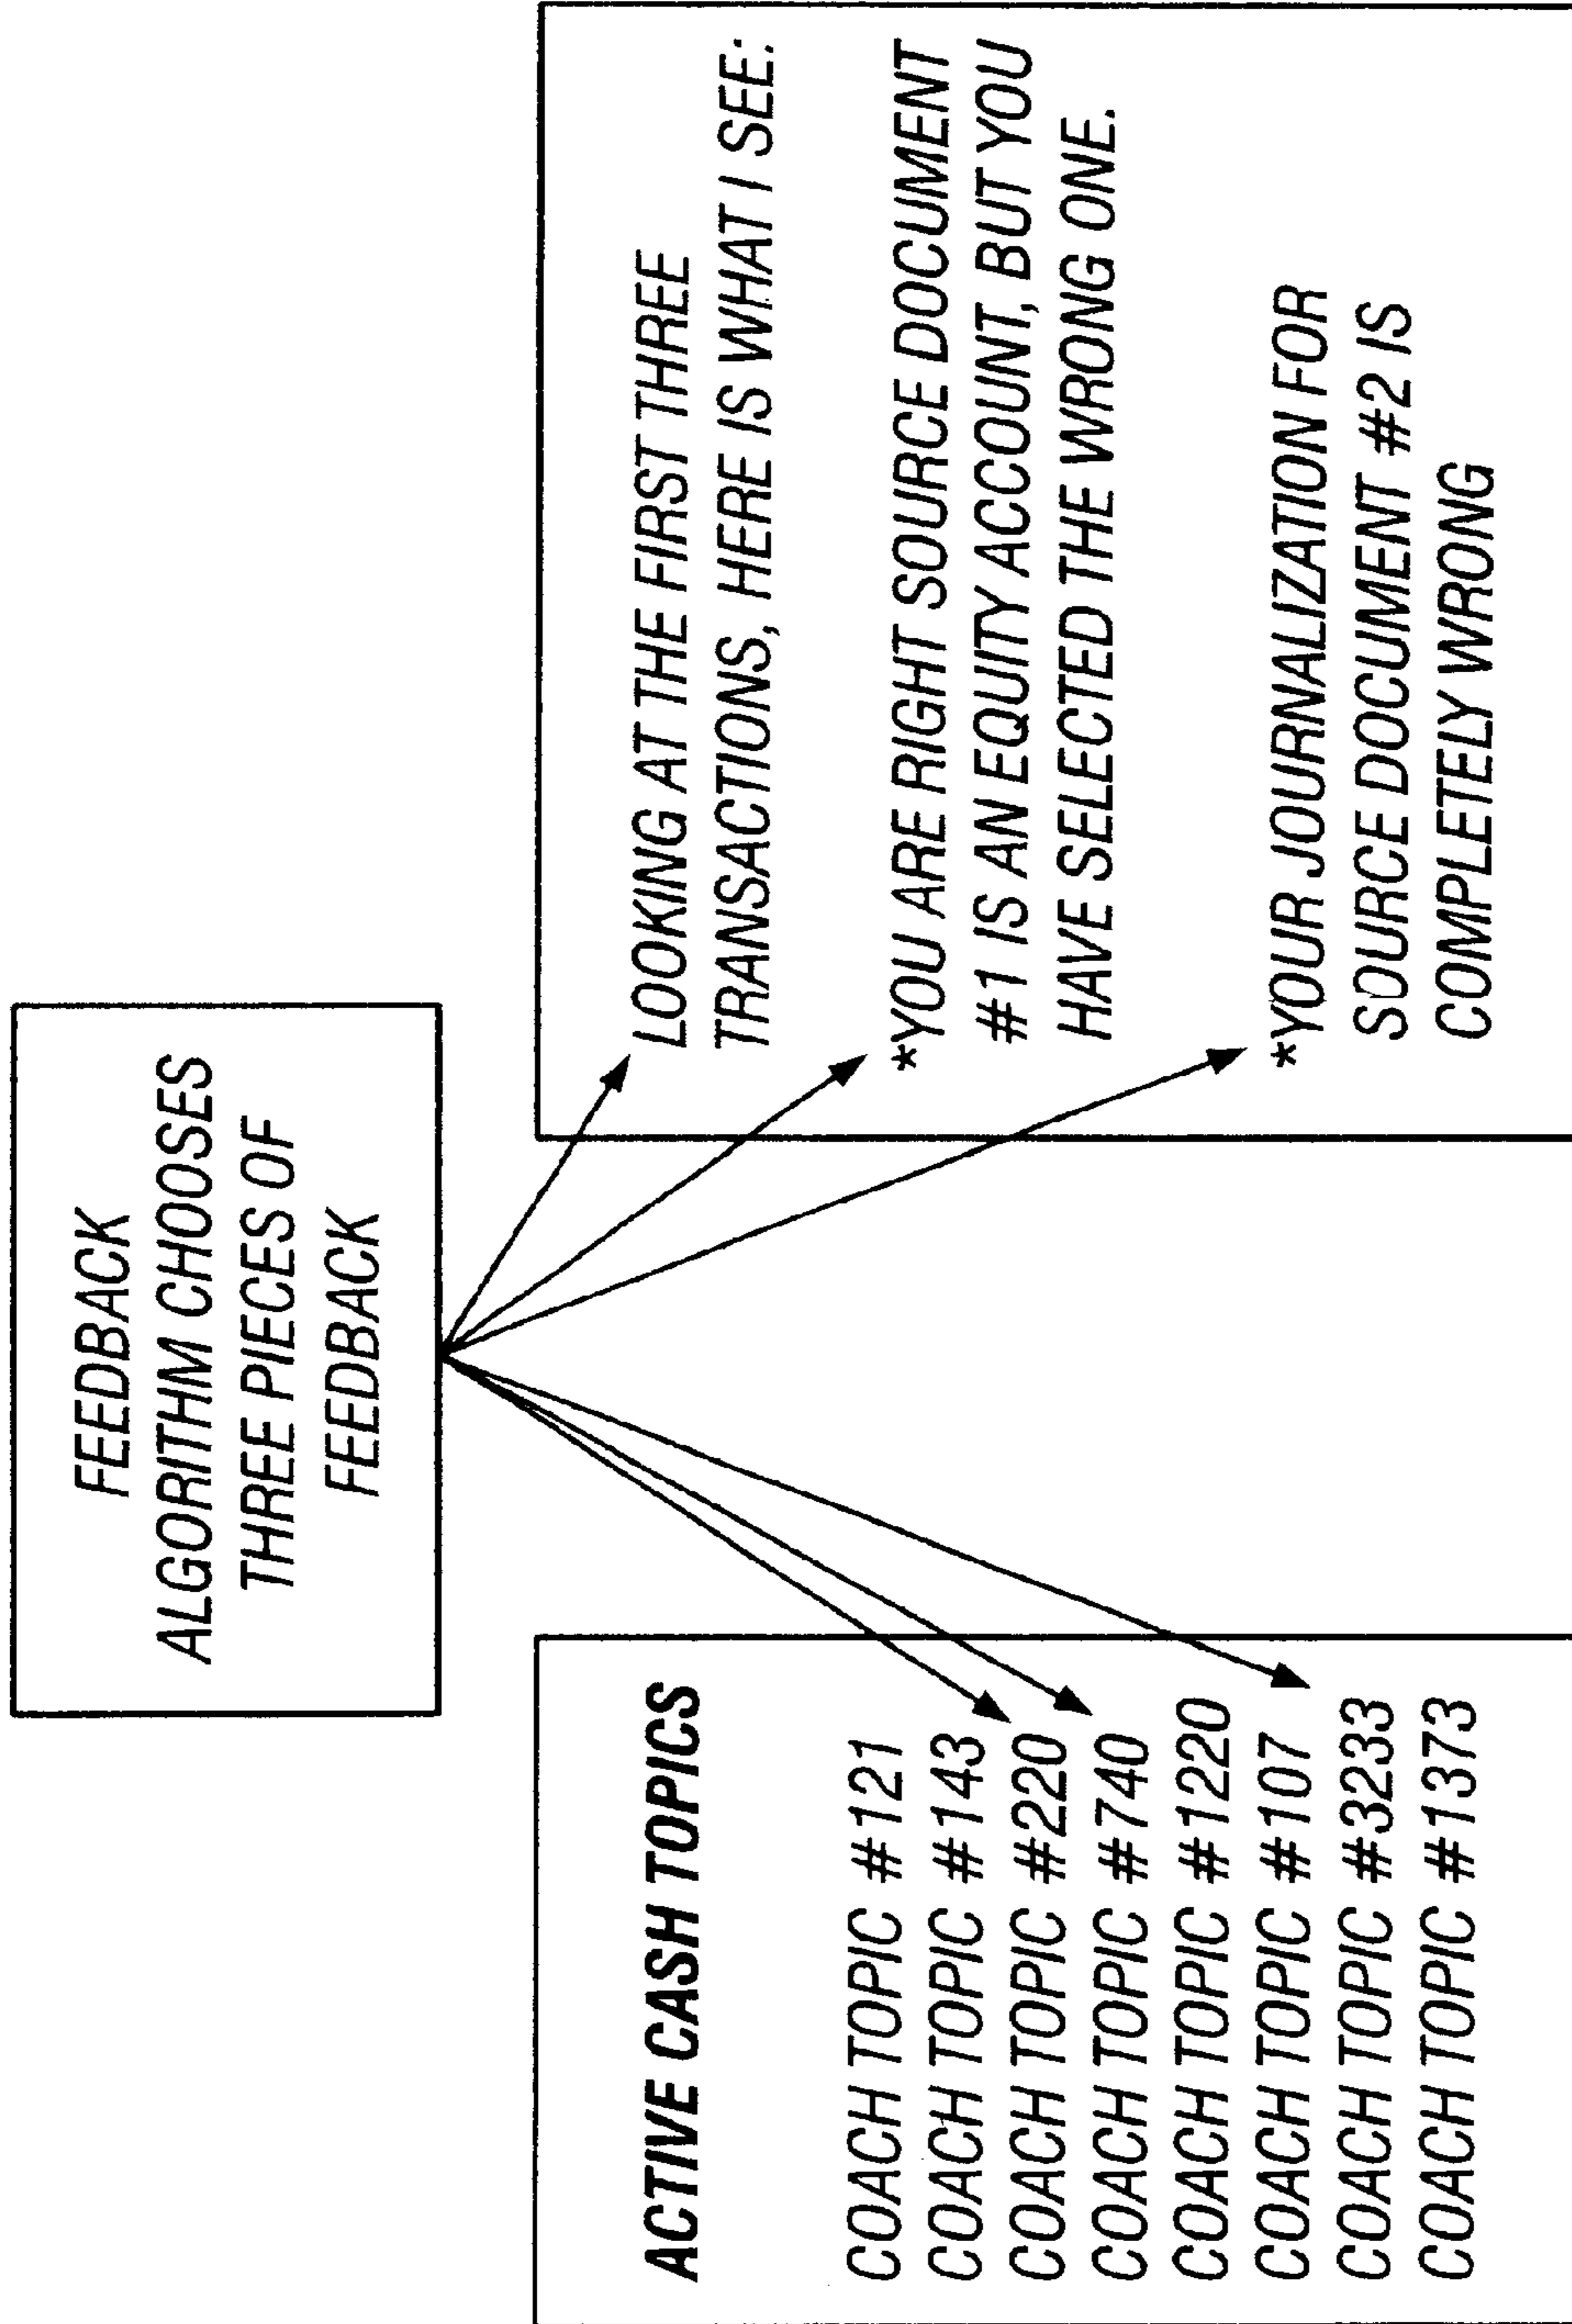 FEEDBACK
ALGORITHM CHOOSES
THREE PIECES OF
FEEDBACK
ACTIVE CASH TOPICS
COACH TOPIC #121
COACH TOPIC #143
COACH TOPIC #220
COACH TOPIC #740
COACH TOPIC #1220
COACH TOPIC #107
COACH TOPIC #3233
COACH TOPIC #1373
LOOKING AT THE FIRST THREE
TRANSACTIONS, HERE IS WHAT I SEE:
*YOU ARE RIGHT SOURCE DOCUMENT
#1 IS AN EQUITY ACCOUNT, BUT YOU
HAVE SELECTED THE WRONG ONE.
*YOUR JOURNALIZATION FOR
SOURCE DOCUMENT #2 IS
COMPLETELY WRONG